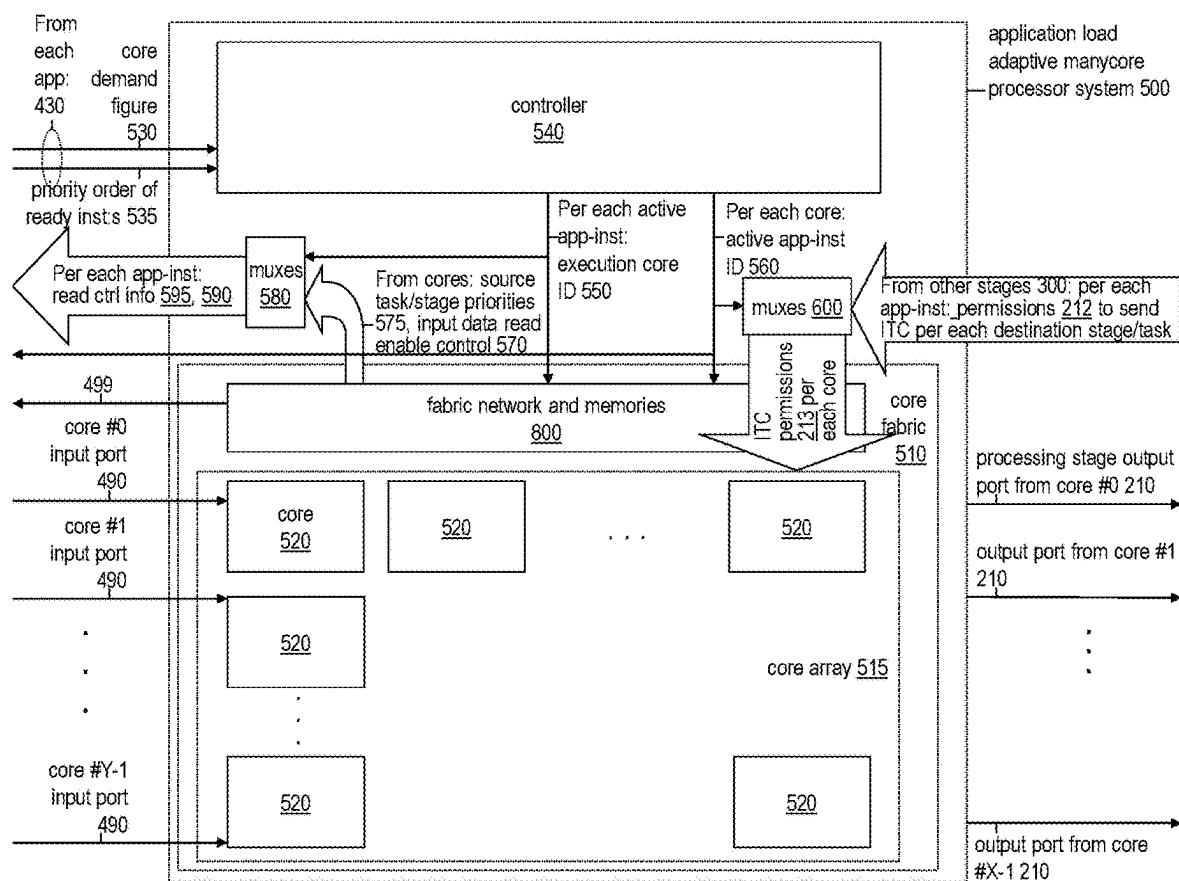 From
each
app:
430
core
demand
figure
530
priority order of
ready inst:s 535
controller
540
application load
adaptive manycore
processor system 500
Per each active
app-inst:
execution core
ID 550
Per each core:
active app-inst
ID 560
Per each app-inst:
read ctrl info 595, 590
muxes
580
From cores: source
task/stage priorities
575, input data read
enable control 570
muxes 600
From other stages 300: per each
app-inst: permissions 212 to send
ITC per each destination stage/task
ITC
permissions
213 per
each core
499
fabric network and memories
800
core
fabric
510
core #0
input port
490
core
520
520
. . .
520
processing stage output
port from core #0 210
core #1
input port
490
520
output port from core #1
210
core array 515
core #Y-1
input port
490
520
520
output port from core
#X-1 210